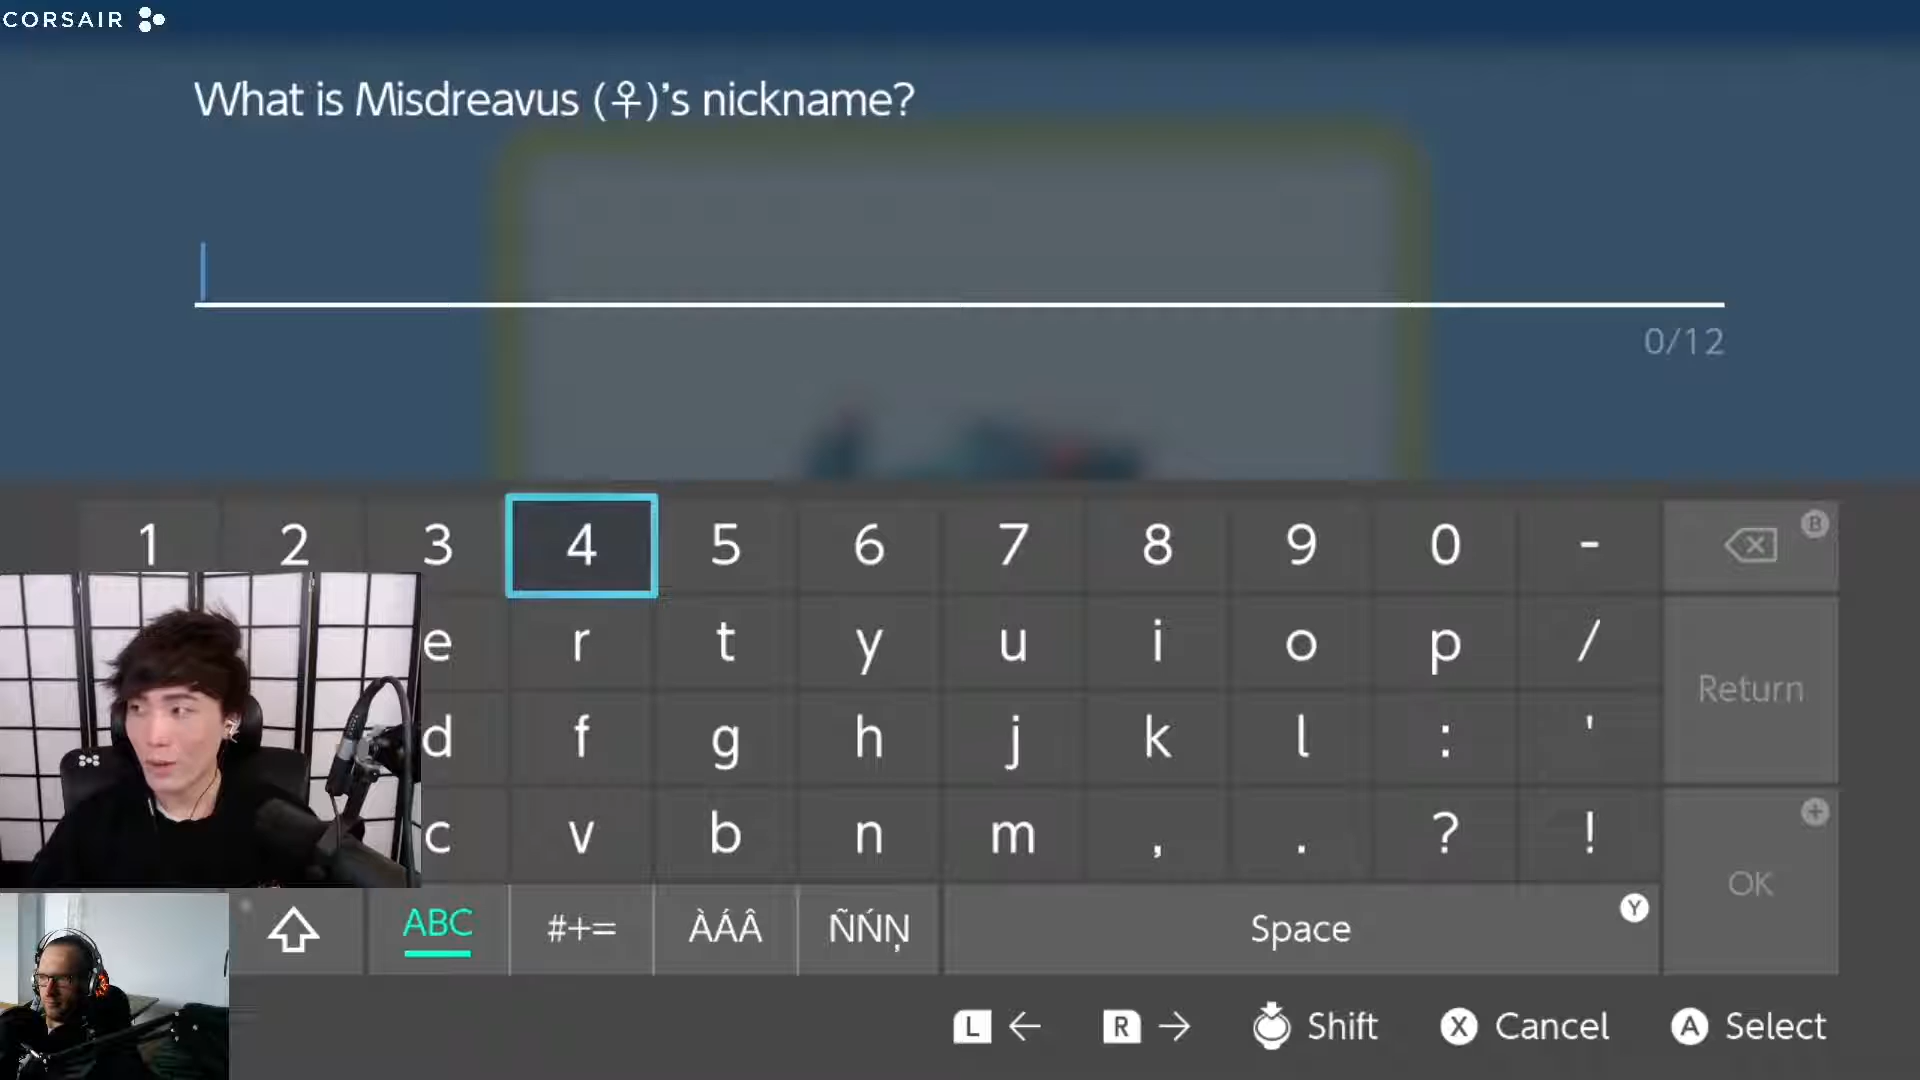 CORSAIR
What is Misdreavus (♀)'s nickname?
0/12
1 2 3 4 5 6 7 8 9 0 - B
e r t y u i o p / Return
d f g h j k l : '
c v b n m , . ? ! + OK
ABC #+= ÀÁÂ ÑŃŅ Space Y
L ← R → Shift X Cancel A Select